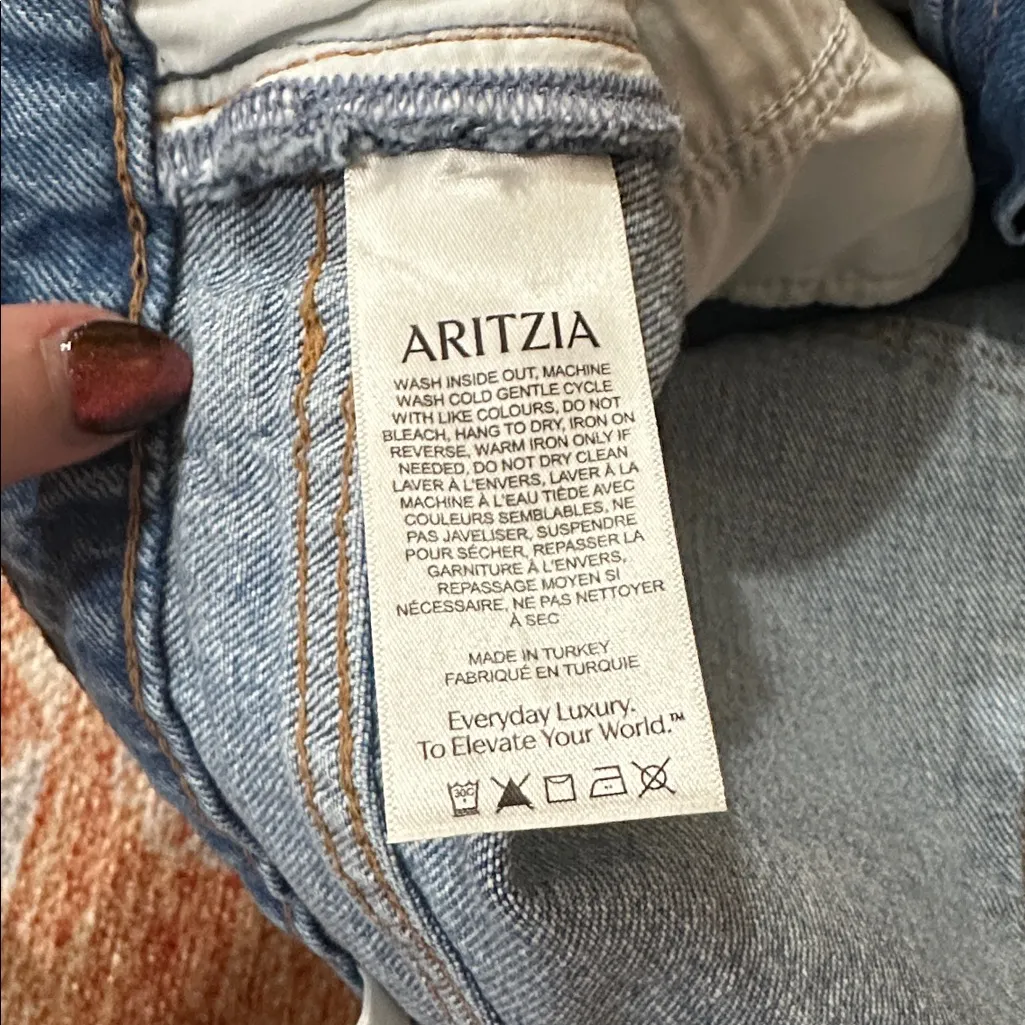 ARITZIA
WASH INSIDE OUT, MACHINE
WASH COLD GENTLE CYCLE
WITH LIKE COLOURS, DO NOT
BLEACH, HANG TO DRY, IRON ON
REVERSE, WARM IRON ONLY IF
NEEDED, DO NOT DRY CLEAN
LAVER À L'ENVERS, LAVER À LA
MACHINE À L'EAU TIÈDE AVEC
COULEURS SEMBLABLES, NE
PAS JAVELISER, SUSPENDRE
POUR SÉCHER, REPASSER LA
GARNITURE À L'ENVERS,
REPASSAGE MOYEN SI
NÉCESSAIRE, NE PAS NETTOYER
À SEC
MADE IN TURKEY
FABRIQUÉ EN TURQUIE
Everyday Luxury.
To Elevate Your World.™
30C